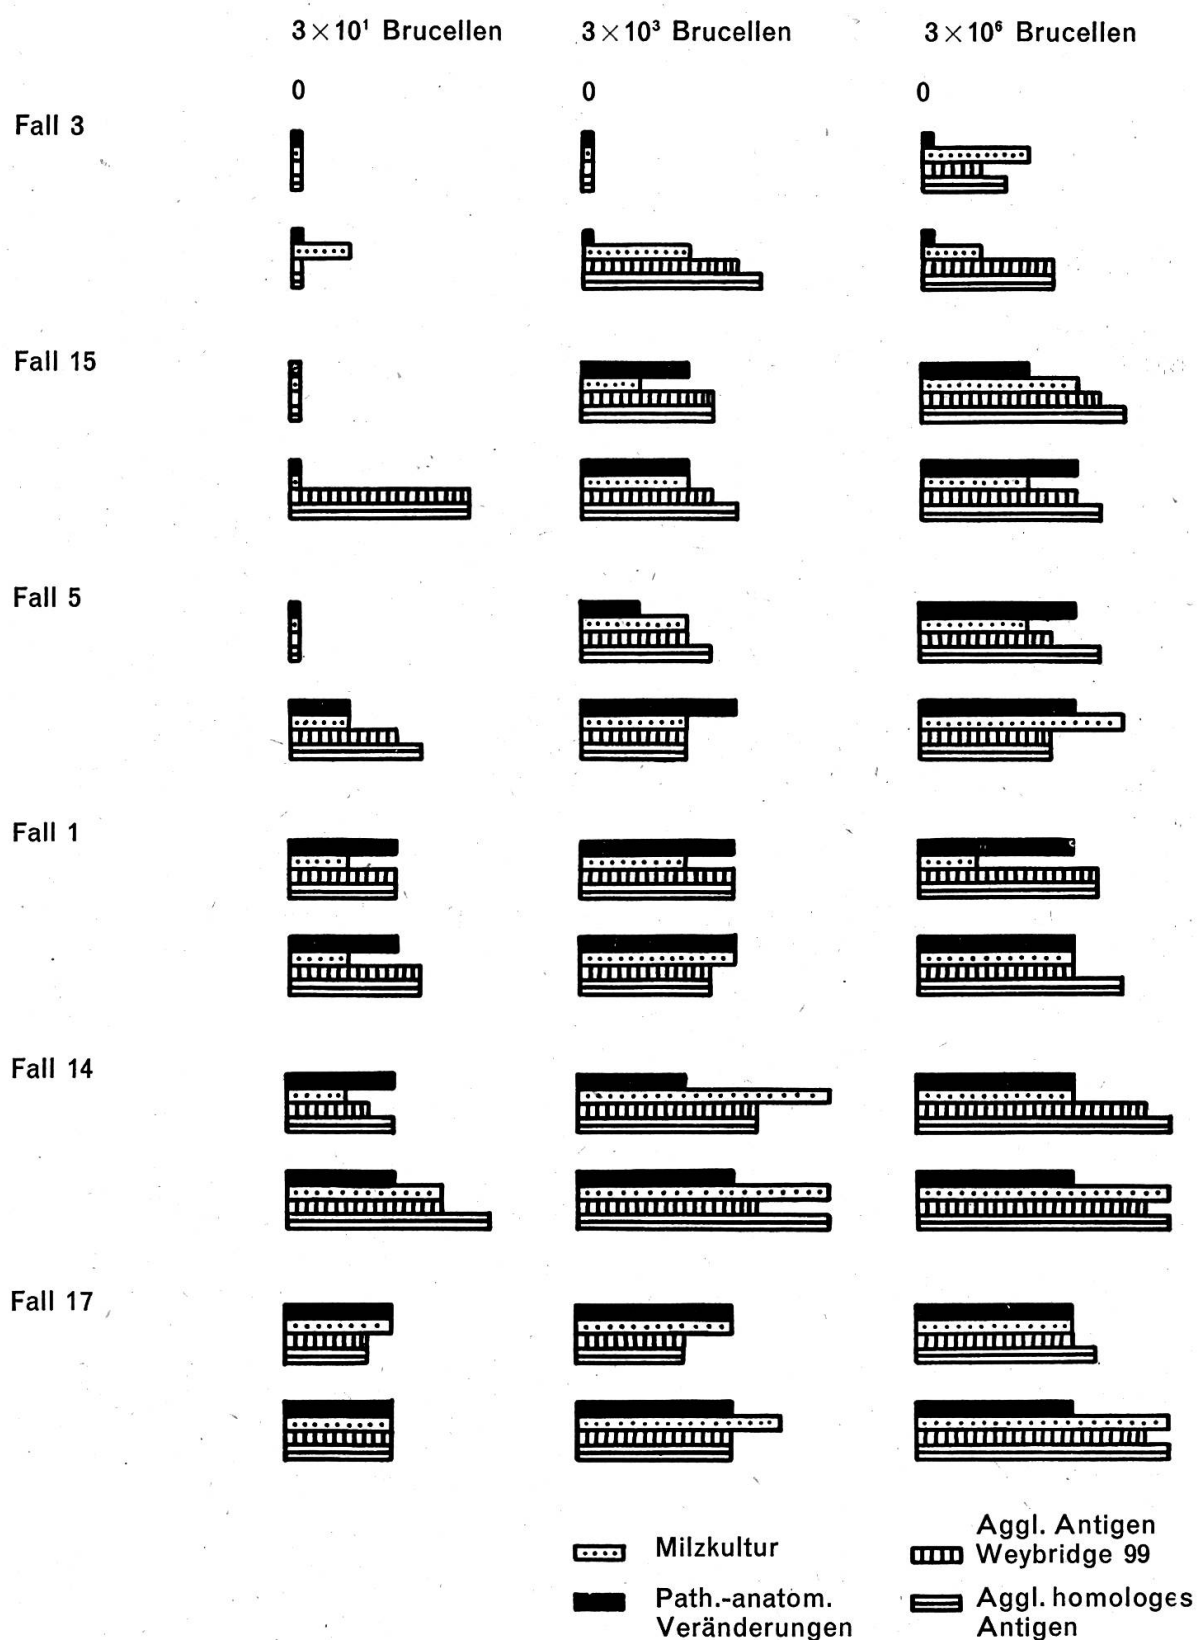 3×10¹ Brucellen 3×10³ Brucellen 3×10⁶ Brucellen
0 0 0
Fall 3
Fall 15
Fall 5
Fall 1
Fall 14
Fall 17
Milzkultur
Path.-anatom.
Veränderungen
Aggl. Antigen
Weybridge 99
Aggl. homologes
Antigen